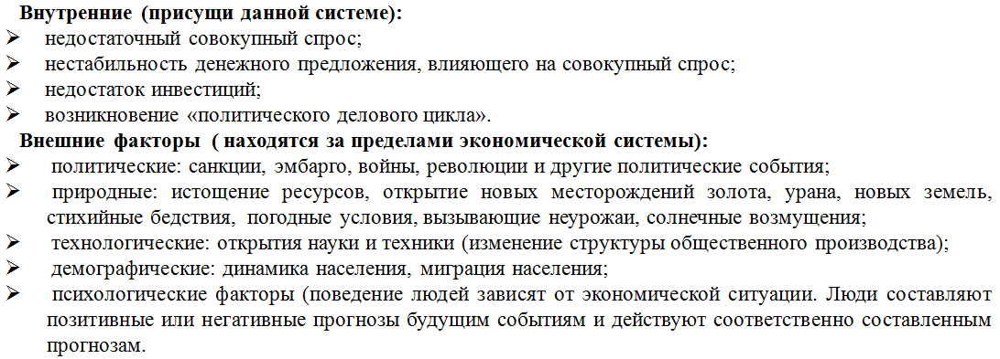 Внутренние (присущи данной системе):
➢ недостаточный совокупный спрос;
➢ нестабильность денежного предложения, влияющего на совокупный спрос;
➢ недостаток инвестиций;
➢ возникновение «политического делового цикла».
Внешние факторы ( находятся за пределами экономической системы):
➢ политические: санкции, эмбарго, войны, революции и другие политические события;
➢ природные: истощение ресурсов, открытие новых месторождений золота, урана, новых земель,
стихийные бедствия, погодные условия, вызывающие неурожаи, солнечные возмущения;
➢ технологические: открытия науки и техники (изменение структуры общественного производства);
➢ демографические: динамика населения, миграция населения;
➢ психологические факторы (поведение людей зависят от экономической ситуации. Люди составляют
позитивные или негативные прогнозы будущим событиям и действуют соответственно составленным
прогнозам.